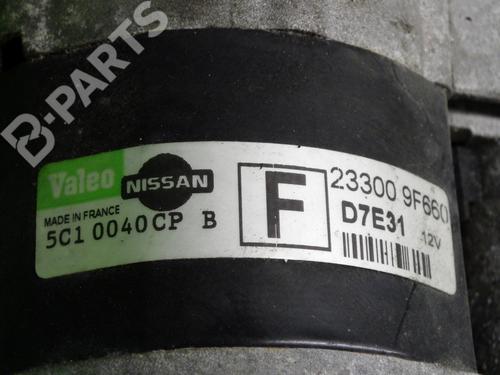 B-PARTS
Valeo
NISSAN
MADE IN FRANCE
5C1 0040CP B
F
23300 9F660
D7E31
12V